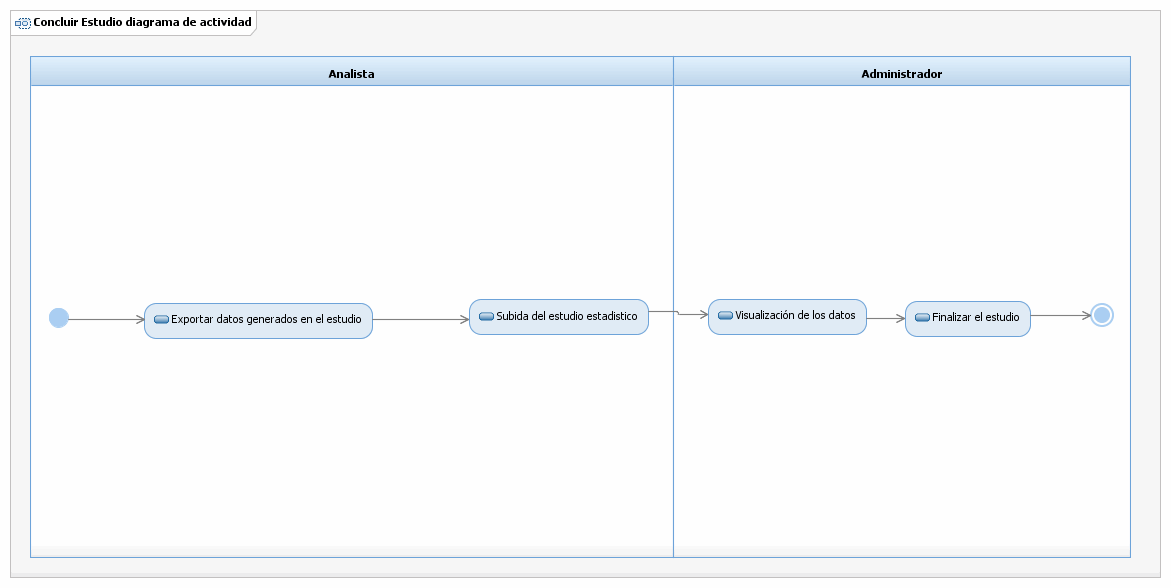 Concluir Estudio diagrama de actividad
Analista
Administrador
Exportar datos generados en el estudio
Subida del estudio estadistico
Visualización de los datos
Finalizar el estudio